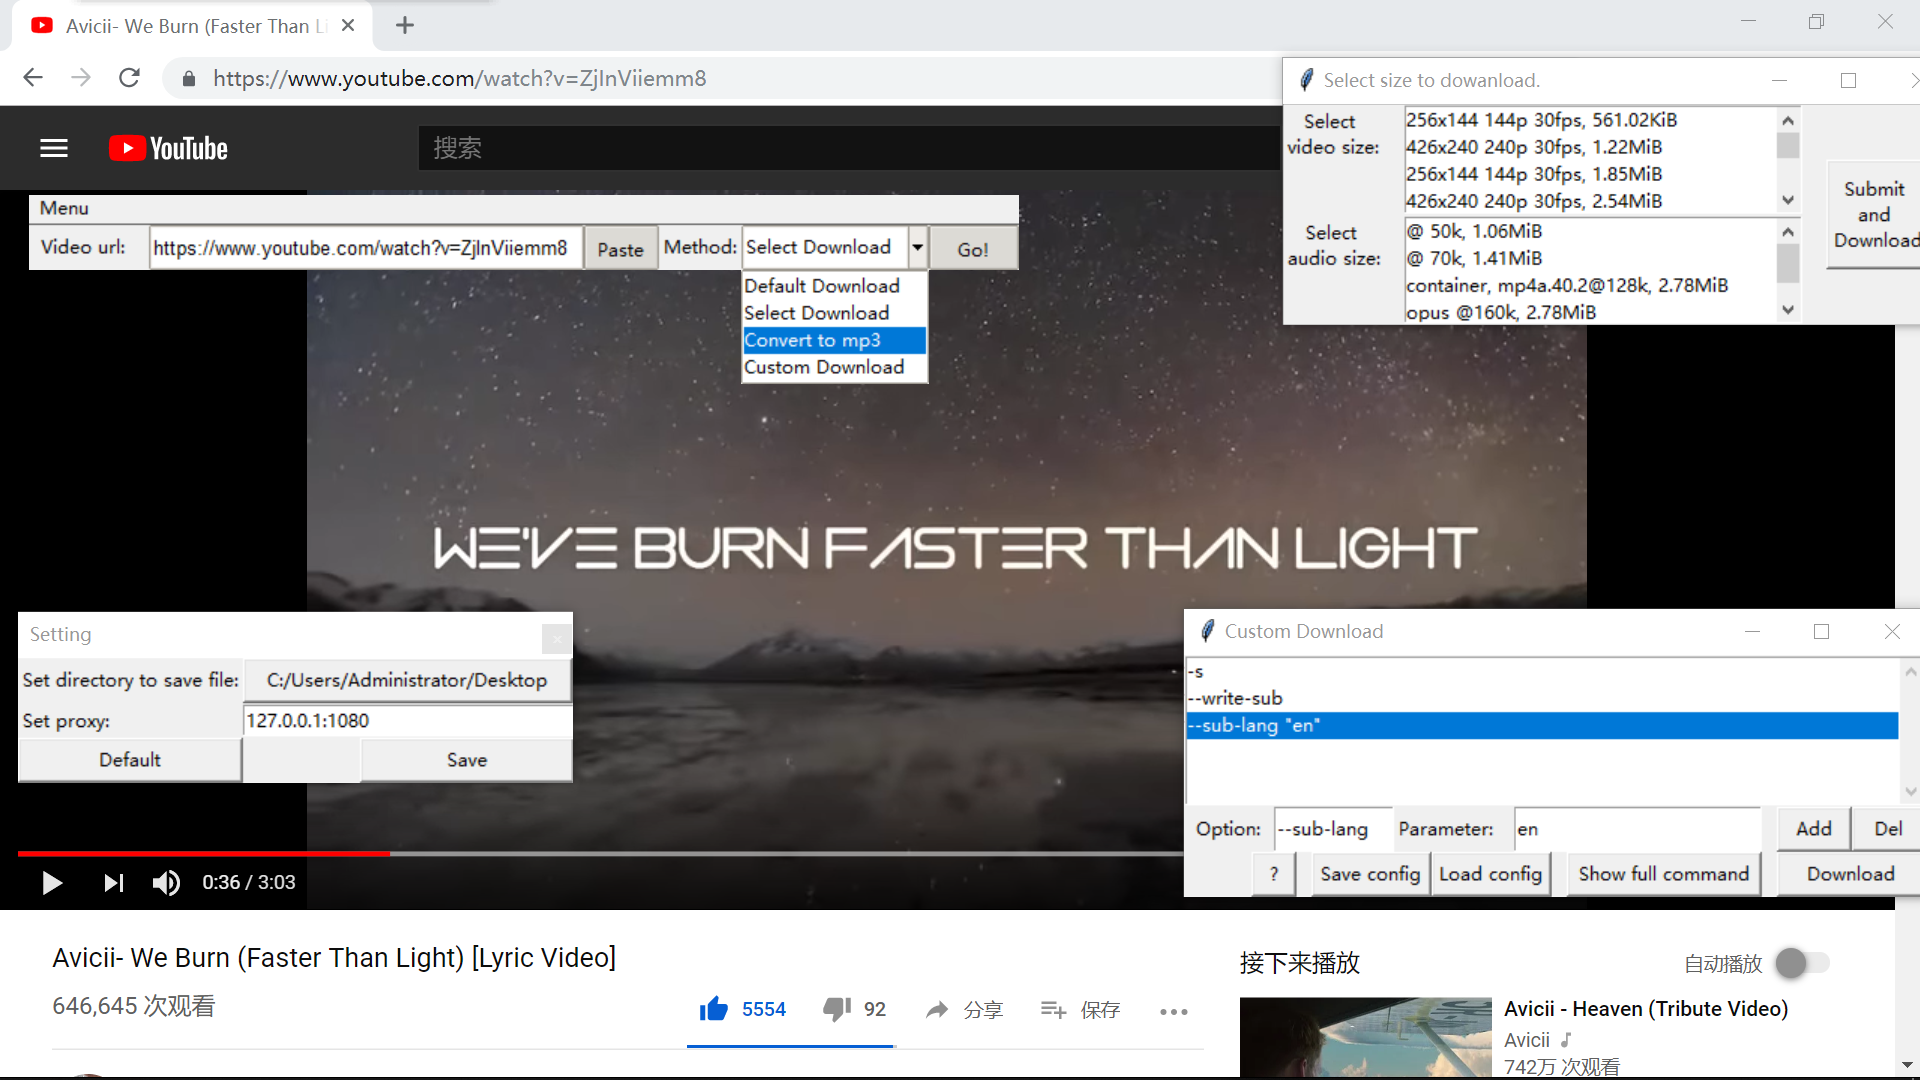 Avicii- We Burn (Faster Than Li
https://www.youtube.com/watch?v=ZjInViiemm8
YouTube
搜索
Menu
Video url:
https://www.youtube.com/watch?v=ZjInViiemm8
Paste
Method:
Select Download
Go!
Default Download
Select Download
Convert to mp3
Custom Download
Select size to dowanload.
Select
video size:
256x144 144p 30fps, 561.02KiB
426x240 240p 30fps, 1.22MiB
256x144 144p 30fps, 1.85MiB
426x240 240p 30fps, 2.54MiB
Select
audio size:
@ 50k, 1.06MiB
@ 70k, 1.41MiB
container, mp4a.40.2@128k, 2.78MiB
opus @160k, 2.78MiB
Submit
and
Download
WE'VE BURN FASTER THAN LIGHT
Setting
Set directory to save file:
C:/Users/Administrator/Desktop
Set proxy:
127.0.0.1:1080
Default
Save
Custom Download
-s
--write-sub
--sub-lang "en"
Option:
--sub-lang
Parameter:
en
Add
Del
?
Save config
Load config
Show full command
Download
0:36 / 3:03
Avicii- We Burn (Faster Than Light) [Lyric Video]
646,645 次观看
5554
92
分享
保存
接下来播放
自动播放
Avicii - Heaven (Tribute Video)
Avicii
742万 次观看